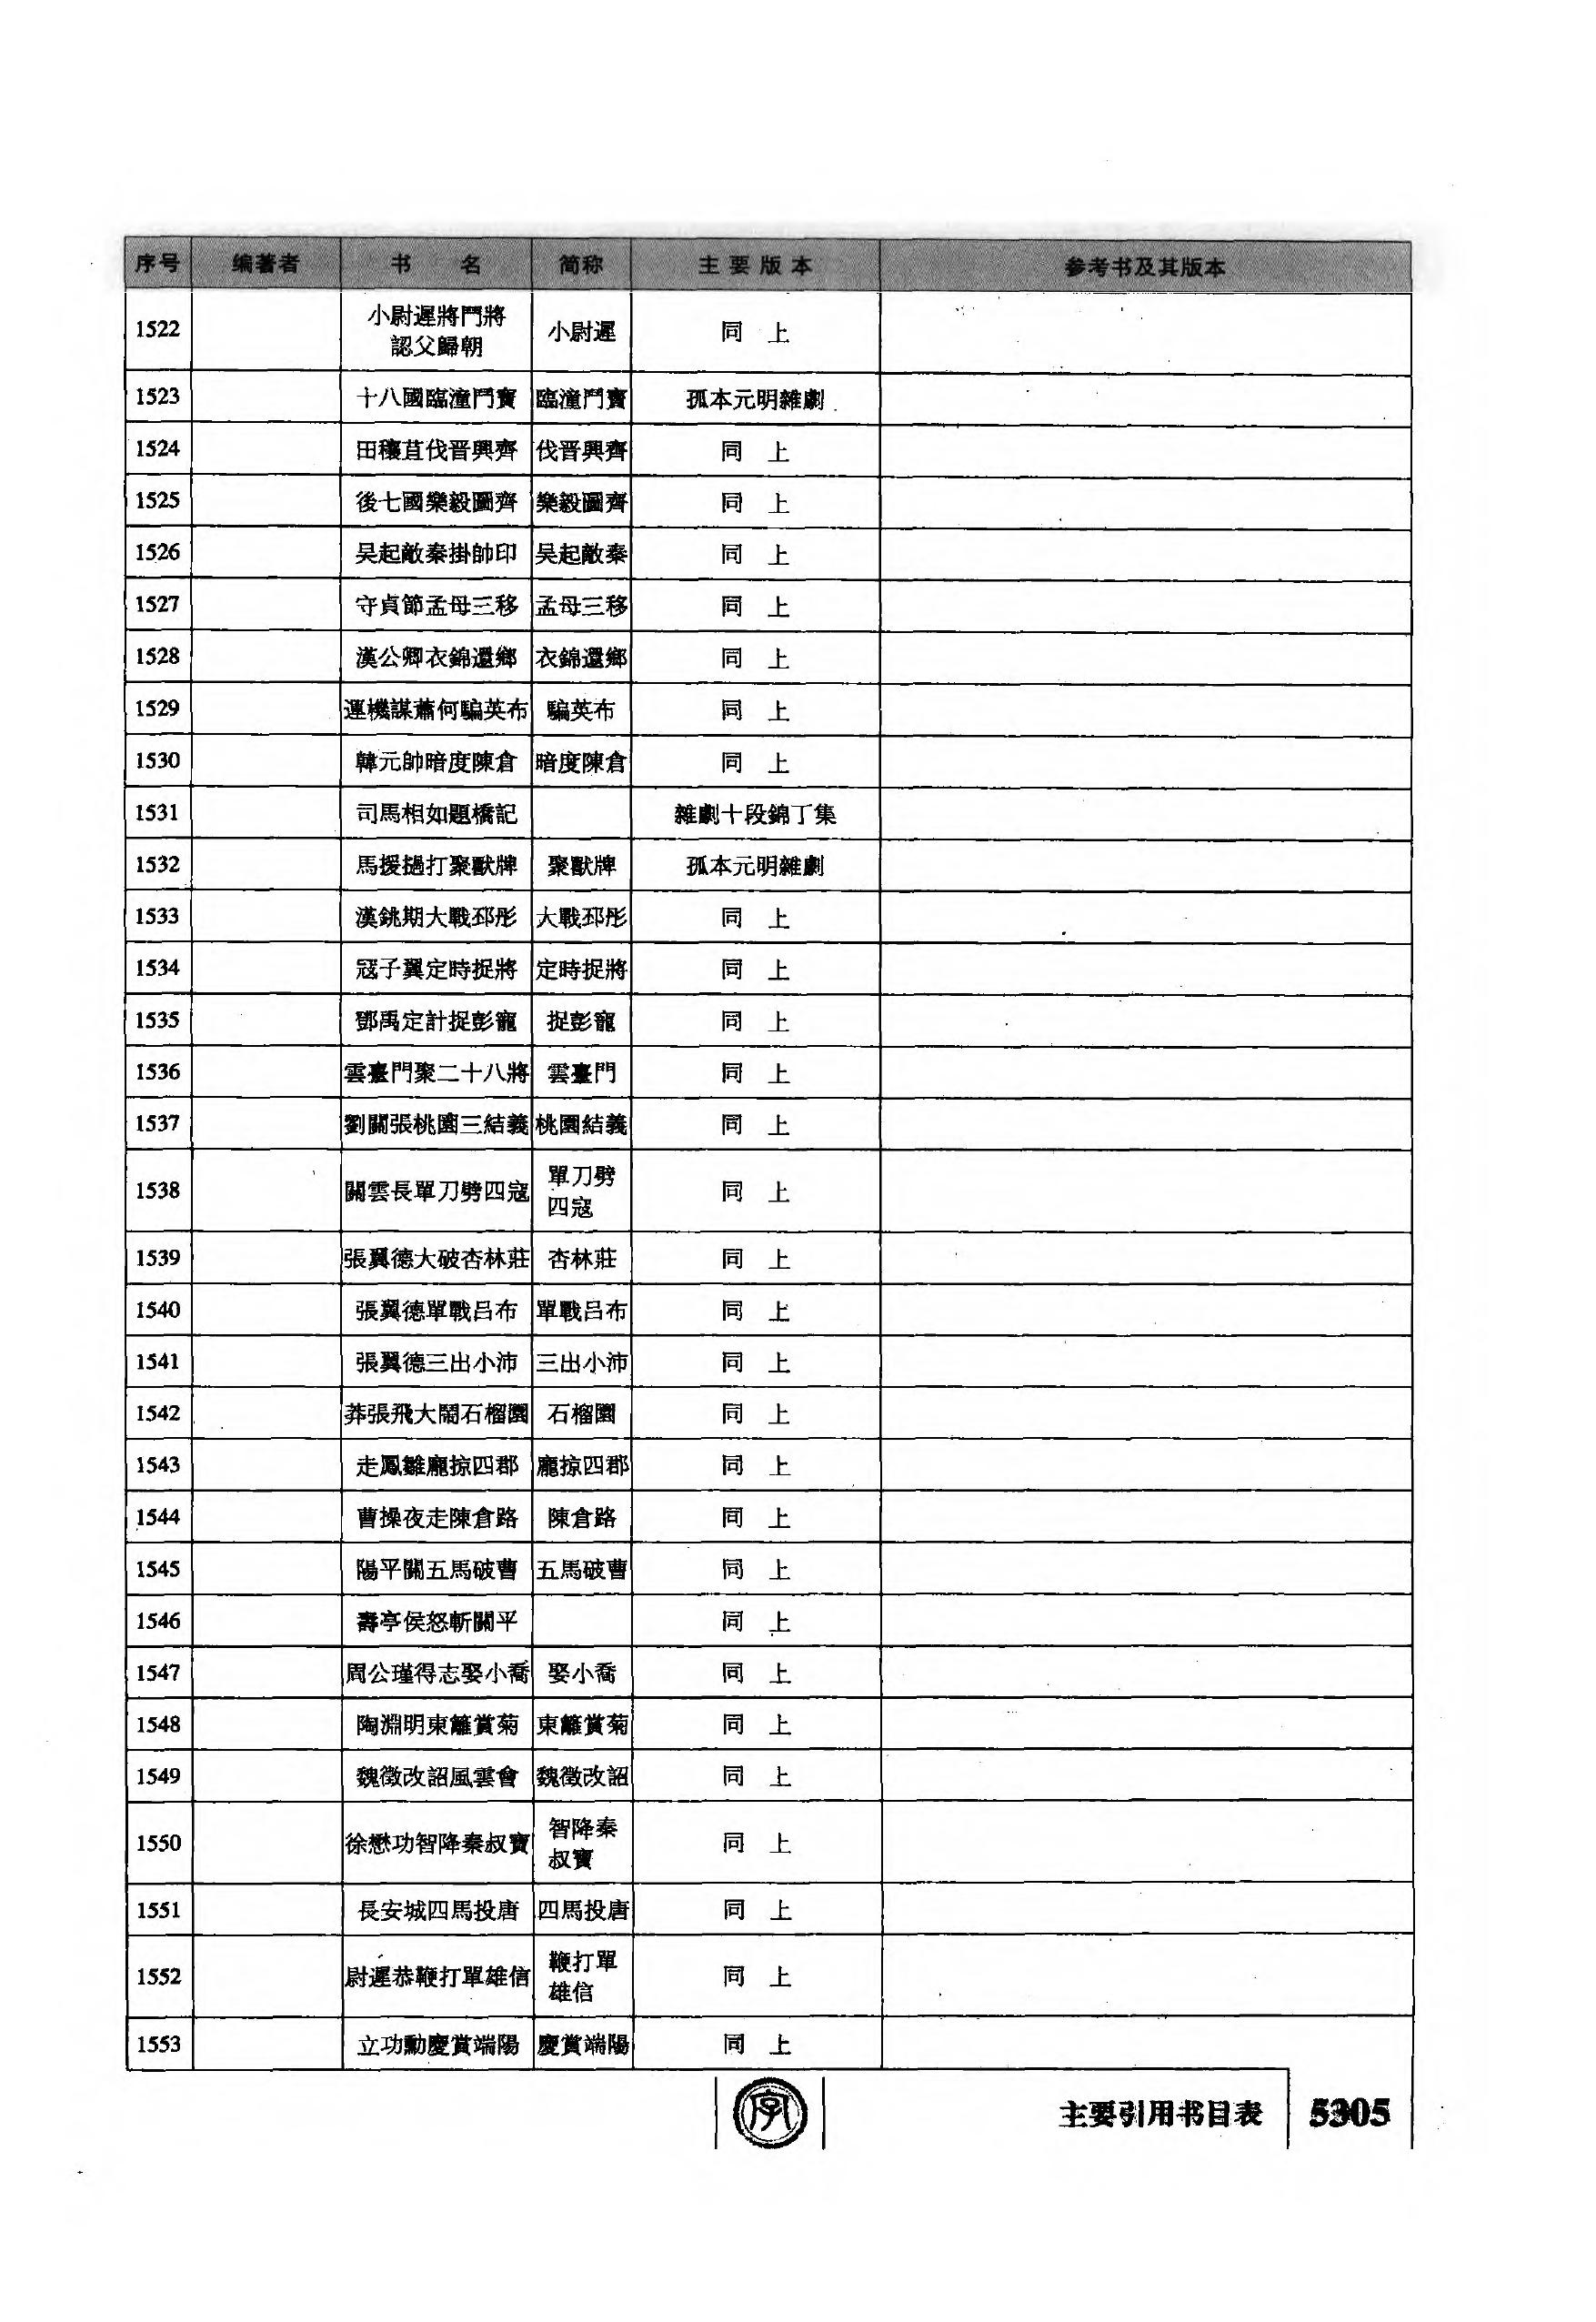 序号 编著者 书 名 简称 主要版本 参考书及其版本
1522 小尉遲將鬥將 認父歸朝 小尉遲 同 上
1523 十八國臨潼鬥寶 臨潼鬥寶 孤本元明雜劇
1524 田穰苴伐晋興齊 伐晋興齊 同 上
1525 後七國樂毅圖齊 樂毅圖齊 同 上
1526 吴起敵秦掛帥印 吴起敵秦 同 上
1527 守貞節孟母三移 孟母三移 同 上
1528 漢公卿衣錦還鄉 衣錦還鄉 同 上
1529 運機謀蕭何騙英布 騙英布 同 上
1530 韓元帥暗度陳倉 暗度陳倉 同 上
1531 司馬相如題橋記 雜劇十段錦丁集
1532 馬援撾打聚獸牌 聚獸牌 孤本元明雜劇
1533 漢銚期大戰邳彤 大戰邳彤 同 上
1534 寇子翼定時捉將 定時捉將 同 上
1535 鄧禹定計捉彭寵 捉彭寵 同 上
1536 雲臺門聚二十八將 雲臺門 同 上
1537 劉關張桃園三結義 桃園結義 同 上
1538 關雲長單刀劈四寇 單刀劈 四寇 同 上
1539 張翼德大破杏林莊 杏林莊 同 上
1540 張翼德單戰吕布 單戰吕布 同 上
1541 張翼德三出小沛 三出小沛 同 上
1542 莽張飛大鬧石榴園 石榴園 同 上
1543 走鳳雛龐掠四郡 龐掠四郡 同 上
1544 曹操夜走陳倉路 陳倉路 同 上
1545 陽平關五馬破曹 五馬破曹 同 上
1546 壽亭侯怒斬關平 同 上
1547 周公瑾得志娶小喬 娶小喬 同 上
1548 陶淵明東籬賞菊 東籬賞菊 同 上
1549 魏徵改詔風雲會 魏徵改詔 同 上
1550 徐懋功智降秦叔寶 智降秦 叔寶 同 上
1551 長安城四馬投唐 四馬投唐 同 上
1552 尉遲恭鞭打單雄信 鞭打單 雄信 同 上
1553 立功勳慶賞端陽 慶賞端陽 同 上
字 主要引用书目表 5305